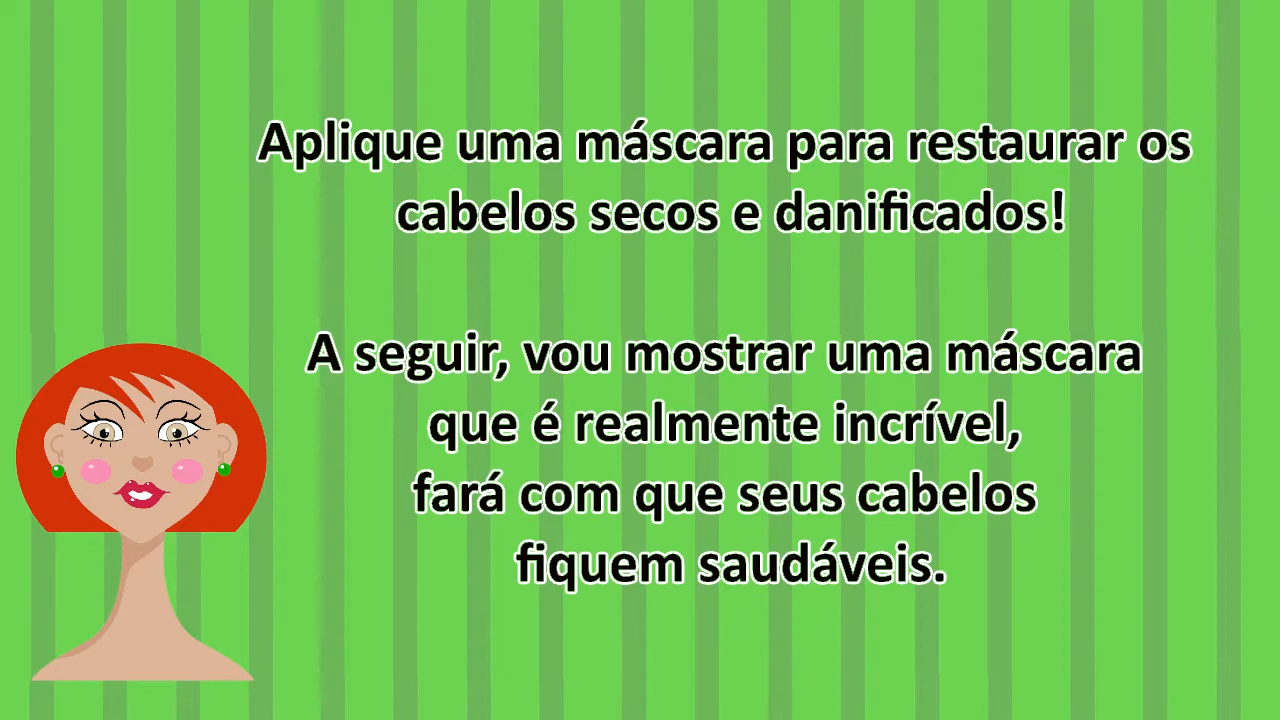 Aplique uma máscara para restaurar os
cabelos secos e danificados!
A seguir, vou mostrar uma máscara
que é realmente incrível,
fará com que seus cabelos
fiquem saudáveis.